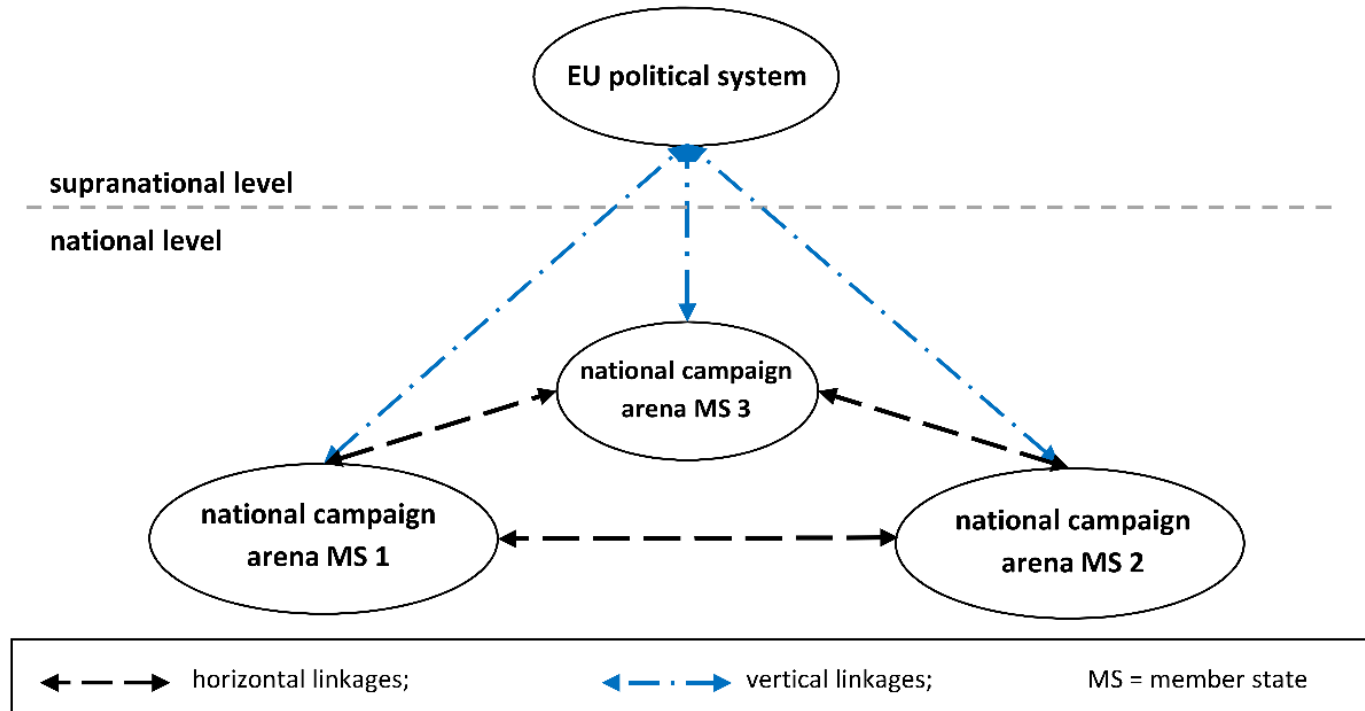 EU political system
supranational level
national level
national campaign
arena MS 3
national campaign
arena MS 1
national campaign
arena MS 2
horizontal linkages;
vertical linkages;
MS = member state